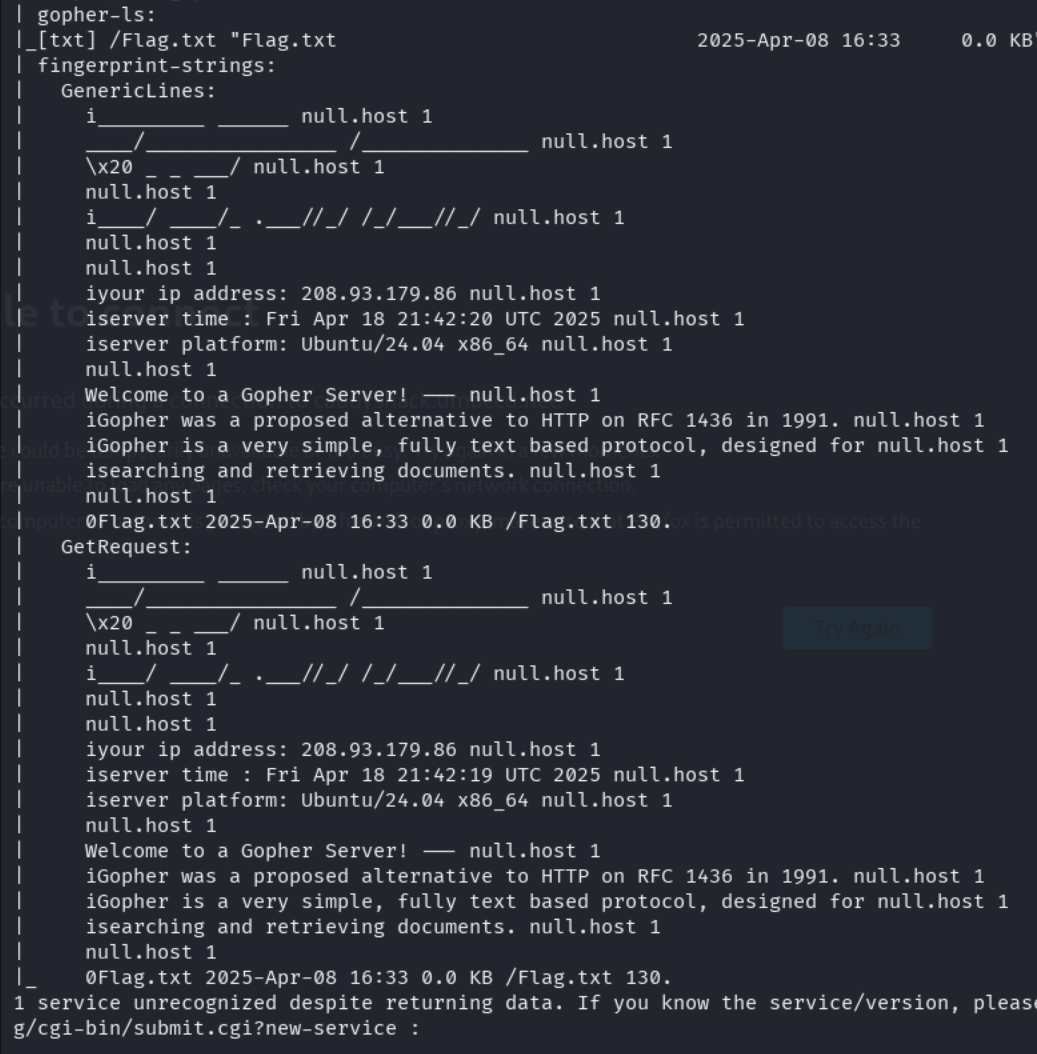 | gopher-ls:
|_[txt] /Flag.txt "Flag.txt 2025-Apr-08 16:33 0.0 KB"
| fingerprint-strings:
| GenericLines:
| i_________ ______ null.host 1
| ____/________________ /______________ null.host 1
| \x20 _ _ ___/ null.host 1
| null.host 1
| i____/ ____/_ .___//_/ /_/___//_/ null.host 1
| null.host 1
| null.host 1
| iyour ip address: 208.93.179.86 null.host 1
| iserver time : Fri Apr 18 21:42:20 UTC 2025 null.host 1
| iserver platform: Ubuntu/24.04 x86_64 null.host 1
| null.host 1
| Welcome to a Gopher Server! —— null.host 1
| iGopher was a proposed alternative to HTTP on RFC 1436 in 1991. null.host 1
| iGopher is a very simple, fully text based protocol, designed for null.host 1
| isearching and retrieving documents. null.host 1
| null.host 1
| 0Flag.txt 2025-Apr-08 16:33 0.0 KB /Flag.txt 130.
| GetRequest:
| i_________ ______ null.host 1
| ____/________________ /______________ null.host 1
| \x20 _ _ ___/ null.host 1
| null.host 1
| i____/ ____/_ .___//_/ /_/___//_/ null.host 1
| null.host 1
| null.host 1
| iyour ip address: 208.93.179.86 null.host 1
| iserver time : Fri Apr 18 21:42:19 UTC 2025 null.host 1
| iserver platform: Ubuntu/24.04 x86_64 null.host 1
| null.host 1
| Welcome to a Gopher Server! —— null.host 1
| iGopher was a proposed alternative to HTTP on RFC 1436 in 1991. null.host 1
| iGopher is a very simple, fully text based protocol, designed for null.host 1
| isearching and retrieving documents. null.host 1
| null.host 1
|_ 0Flag.txt 2025-Apr-08 16:33 0.0 KB /Flag.txt 130.
1 service unrecognized despite returning data. If you know the service/version, please
g/cgi-bin/submit.cgi?new-service :
Try Again